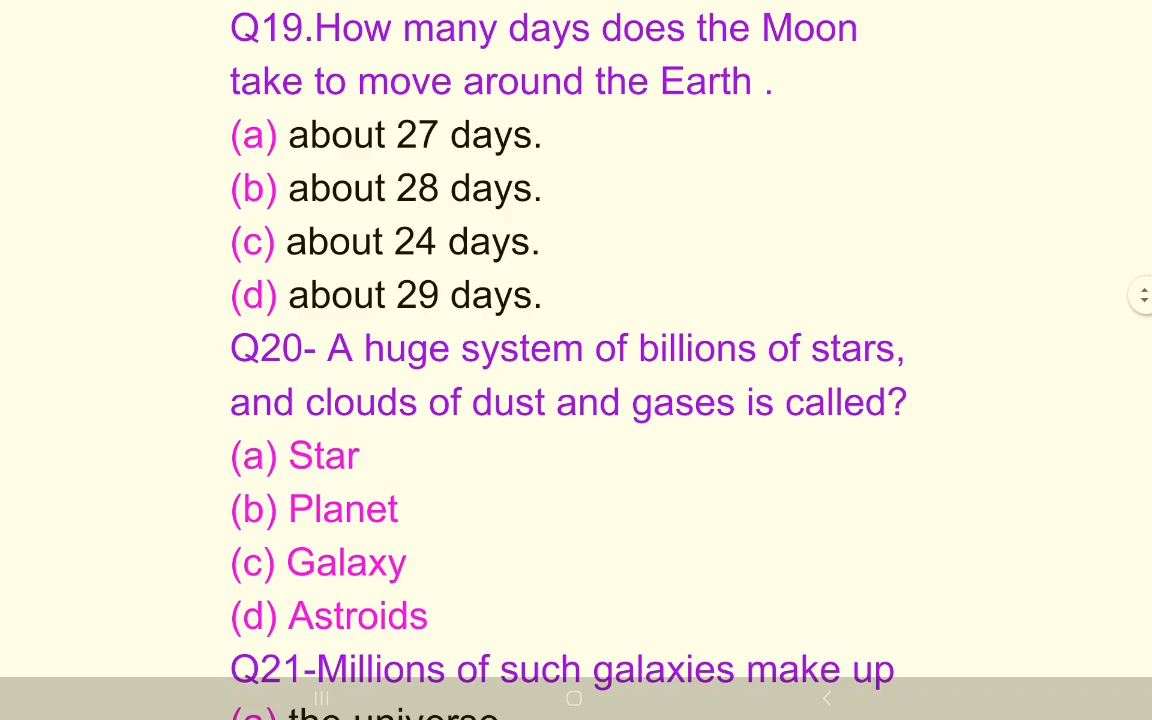 Q19.How many days does the Moon
take to move around the Earth .
(a) about 27 days.
(b) about 28 days.
(c) about 24 days.
(d) about 29 days.
Q20- A huge system of billions of stars,
and clouds of dust and gases is called?
(a) Star
(b) Planet
(c) Galaxy
(d) Astroids
Q21-Millions of such galaxies make up
(a) the universe